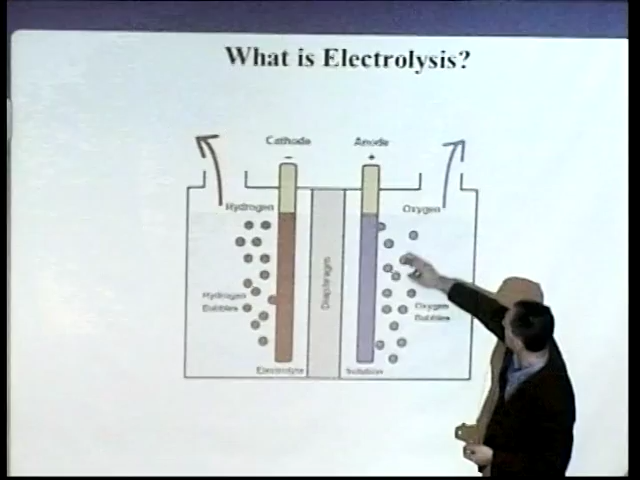 What is Electrolysis?
Cathode
Anode
−
+
Hydrogen
Oxygen
Diaphragm
Hydrogen
Bubbles
Oxygen
Bubbles
Electrolyte
Solution